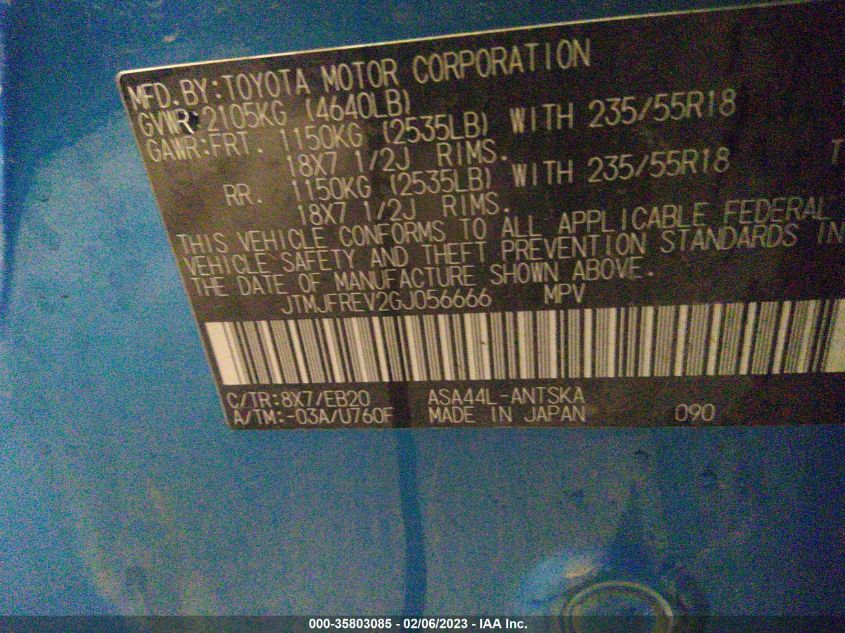 MFD.BY:TOYOTA MOTOR CORPORATION
GVWR 2105KG (4640LB)
GAWR:FRT. 1150KG (2535LB) WITH 235/55R18
18X7 1/2J RIMS.
RR. 1150KG (2535LB) WITH 235/55R18 T
18X7 1/2J RIMS.
THIS VEHICLE CONFORMS TO ALL APPLICABLE FEDERAL
VEHICLE SAFETY AND THEFT PREVENTION STANDARDS IN
THE DATE OF MANUFACTURE SHOWN ABOVE.
JTMJFREV2GJ056666 MPV
C/TR:8X7/EB20 ASA44L-ANTSKA
A/TM:-03A/U760F MADE IN JAPAN 090
000-35803085 - 02/06/2023 - IAA Inc.